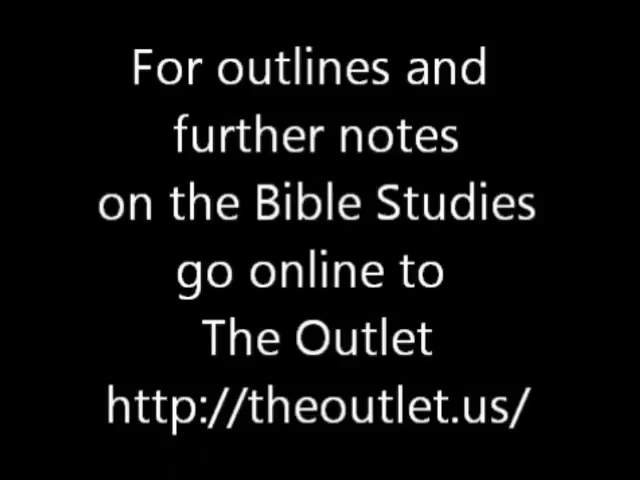 For outlines and
further notes
on the Bible Studies
go online to
The Outlet
http://theoutlet.us/